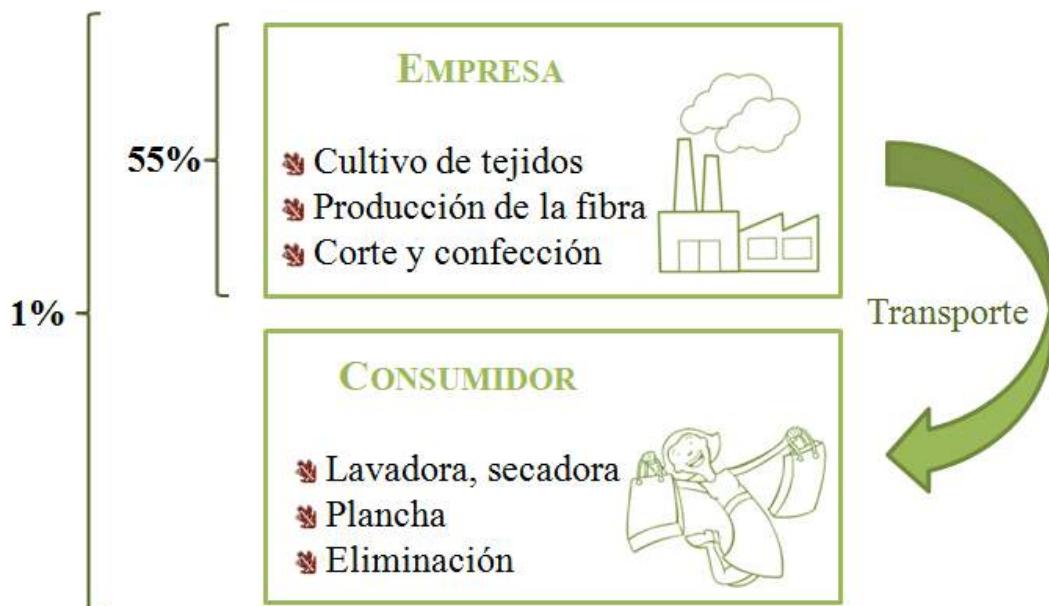 EMPRESA
55%
Cultivo de tejidos
Producción de la fibra
Corte y confección
1%
Transporte
CONSUMIDOR
Lavadora, secadora
Plancha
Eliminación